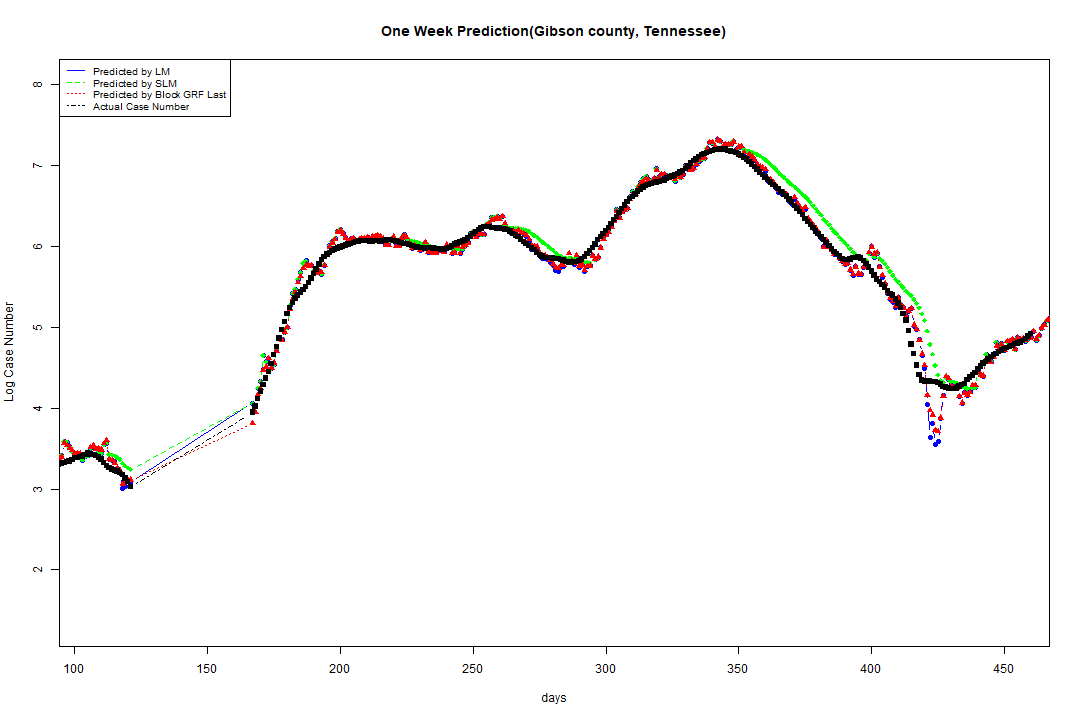 One Week Prediction(Gibson county, Tennessee)
Predicted by LM
Predicted by SLM
Predicted by Block GRF Last
Actual Case Number
Log Case Number
8
7
6
5
4
3
2
100 150 200 250 300 350 400 450
days